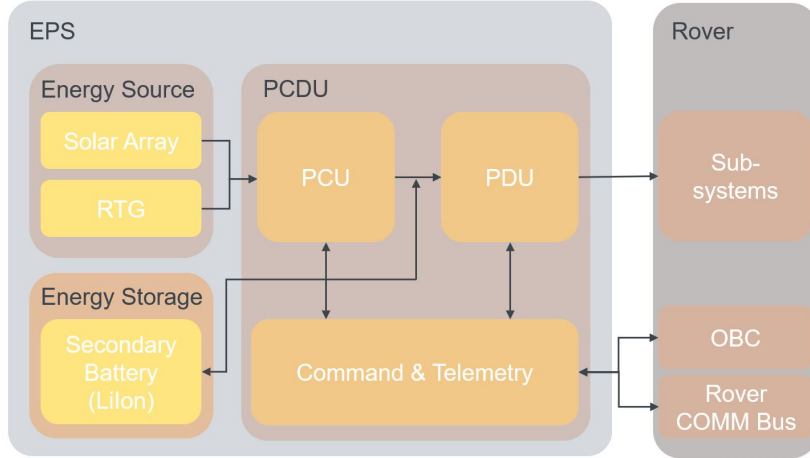 EPS
Rover
Energy Source
PCDU
Solar Array
RTG
PCU
PDU
Sub-
systems
Energy Storage
Secondary
Battery
(LiIon)
Command & Telemetry
OBC
Rover
COMM Bus